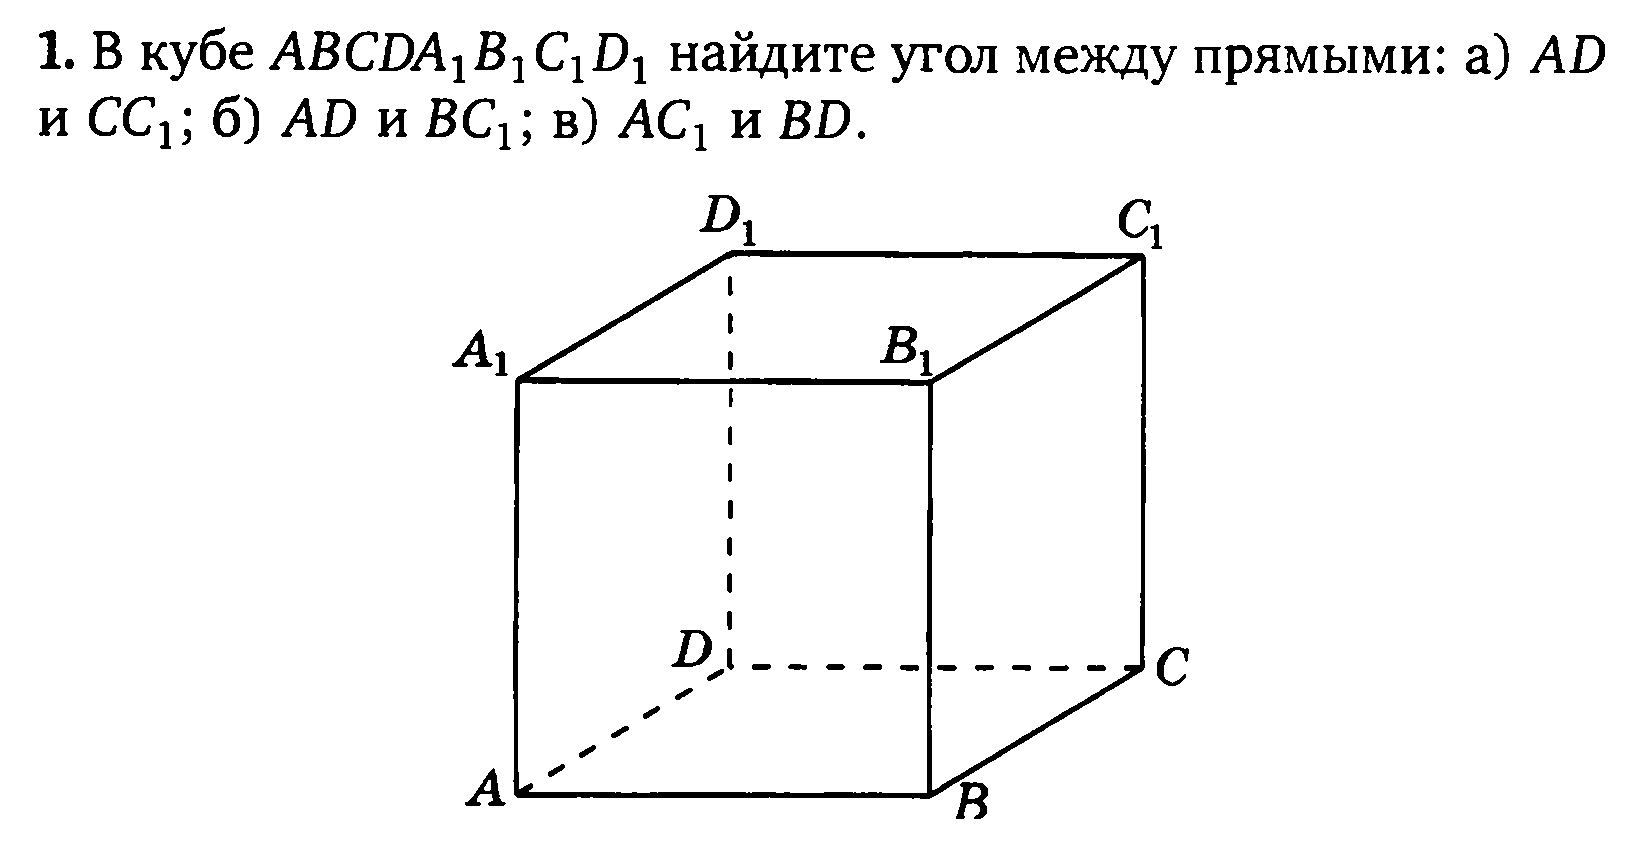 1. В кубе ABCDA₁B₁C₁D₁ найдите угол между прямыми: а) AD
и CC₁; б) AD и BC₁; в) AC₁ и BD.
D₁
C₁
A₁
B₁
D
C
A
B